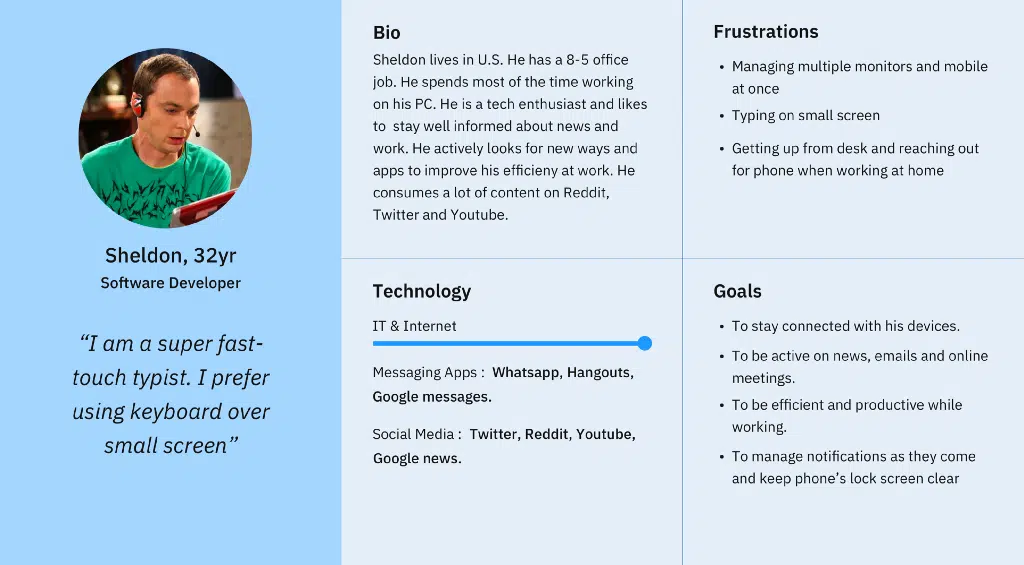 Sheldon, 32yr
Software Developer
“I am a super fast-
touch typist. I prefer
using keyboard over
small screen”
Bio
Sheldon lives in U.S. He has a 8-5 office
job. He spends most of the time working
on his PC. He is a tech enthusiast and likes
to stay well informed about news and
work. He actively looks for new ways and
apps to improve his efficieny at work. He
consumes a lot of content on Reddit,
Twitter and Youtube.
Frustrations
• Managing multiple monitors and mobile
at once
• Typing on small screen
• Getting up from desk and reaching out
for phone when working at home
Technology
IT & Internet
Messaging Apps : Whatsapp, Hangouts,
Google messages.
Social Media : Twitter, Reddit, Youtube,
Google news.
Goals
• To stay connected with his devices.
• To be active on news, emails and online
meetings.
• To be efficient and productive while
working.
• To manage notifications as they come
and keep phone’s lock screen clear